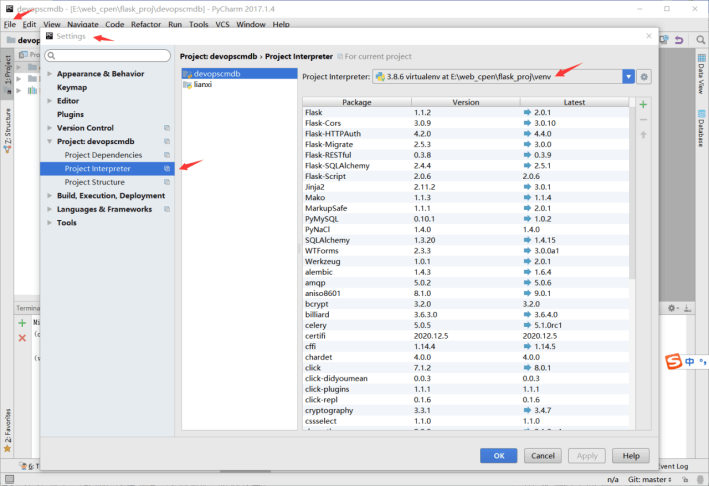 devopscmdb - [E:\web_cpen\flask_proj\devopscmdb] - PyCharm 2017.1.4
File Edit View Navigate Code Refactor Run Tools VCS Window Help
Settings
1: Project
Z: Structure
2: Favorites
Data View
Database
Appearance & Behavior
Keymap
Editor
Plugins
Version Control
Project: devopscmdb
Project Dependencies
Project Interpreter
Project Structure
Build, Execution, Deployment
Languages & Frameworks
Tools
Project: devopscmdb › Project Interpreter For current project
devopscmdb
lianxi
Project Interpreter: 3.8.6 virtualenv at E:\web_cpen\flask_proj\venv
Package Version Latest
Flask 1.1.2 2.0.1
Flask-Cors 3.0.9 3.0.10
Flask-HTTPAuth 4.2.0 4.4.0
Flask-Migrate 2.5.3 3.0.0
Flask-RESTful 0.3.8 0.3.9
Flask-SQLAlchemy 2.4.4 2.5.1
Flask-Script 2.0.6 2.0.6
Jinja2 2.11.2 3.0.1
Mako 1.1.3 1.1.4
MarkupSafe 1.1.1 2.0.1
PyMySQL 0.10.1 1.0.2
PyNaCl 1.4.0 1.4.0
SQLAlchemy 1.3.20 1.4.15
WTForms 2.3.3 3.0.0a1
Werkzeug 1.0.1 2.0.1
alembic 1.4.3 1.6.4
amqp 5.0.2 5.0.6
aniso8601 8.1.0 9.0.1
bcrypt 3.2.0 3.2.0
billiard 3.6.3.0 3.6.4.0
celery 5.0.5 5.1.0rc1
certifi 2020.12.5 2020.12.5
cffi 1.14.4 1.14.5
chardet 4.0.0 4.0.0
click 7.1.2 8.0.1
click-didyoumean 0.0.3 0.0.3
click-plugins 1.1.1 1.1.1
click-repl 0.1.6 0.1.6
cryptography 3.3.1 3.4.7
cssselect 1.1.0 1.1.0
OK Cancel Apply Help
中
n/a Git: master